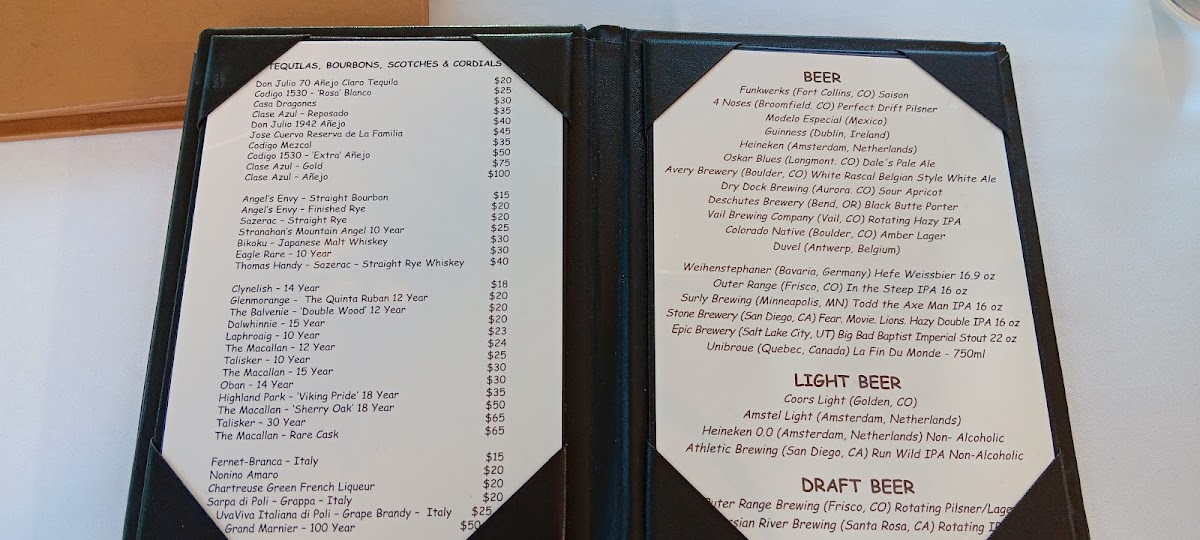 TEQUILAS, BOURBONS, SCOTCHES & CORDIALS
Don Julio 70 Añejo Claro Tequila $20
Codigo 1530 - 'Rosa' Blanco $25
Casa Dragones $30
Clase Azul - Reposado $35
Don Julio 1942 Añejo $40
Jose Cuervo Reserva de La Familia $45
Codigo Mezcal $35
Codigo 1530 - 'Extra' Añejo $50
Clase Azul - Gold $75
Clase Azul - Añejo $100
Angel's Envy - Straight Bourbon $15
Angel's Envy - Finished Rye $20
Sazerac - Straight Rye $20
Stranahan's Mountain Angel 10 Year $25
Bikoku - Japanese Malt Whiskey $30
Eagle Rare - 10 Year $30
Thomas Handy - Sazerac - Straight Rye Whiskey $40
Clynelish - 14 Year $18
Glenmorange - The Quinta Ruban 12 Year $20
The Balvenie - 'Double Wood' 12 Year $20
Dalwhinnie - 15 Year $20
Laphroaig - 10 Year $23
The Macallan - 12 Year $24
Talisker - 10 Year $25
The Macallan - 15 Year $30
Oban - 14 Year $30
Highland Park - 'Viking Pride' 18 Year $35
The Macallan - 'Sherry Oak' 18 Year $50
Talisker - 30 Year $65
The Macallan - Rare Cask $65
Fernet-Branca - Italy $15
Nonino Amaro $20
Chartreuse Green French Liqueur $20
Sarpa di Poli - Grappa - Italy $20
UvaViva Italiana di Poli - Grape Brandy - Italy $25
Grand Marnier - 100 Year $50
BEER
Funkwerks (Fort Collins, CO) Saison
4 Noses (Broomfield, CO) Perfect Drift Pilsner
Modelo Especial (Mexico)
Guinness (Dublin, Ireland)
Heineken (Amsterdam, Netherlands)
Oskar Blues (Longmont, CO) Dale's Pale Ale
Avery Brewery (Boulder, CO) White Rascal Belgian Style White Ale
Dry Dock Brewing (Aurora, CO) Sour Apricot
Deschutes Brewery (Bend, OR) Black Butte Porter
Vail Brewing Company (Vail, CO) Rotating Hazy IPA
Colorado Native (Boulder, CO) Amber Lager
Duvel (Antwerp, Belgium)
Weihenstephaner (Bavaria, Germany) Hefe Weissbier 16.9 oz
Outer Range (Frisco, CO) In the Steep IPA 16 oz
Surly Brewing (Minneapolis, MN) Todd the Axe Man IPA 16 oz
Stone Brewery (San Diego, CA) Fear. Movie. Lions. Hazy Double IPA 16 oz
Epic Brewery (Salt Lake City, UT) Big Bad Baptist Imperial Stout 22 oz
Unibroue (Quebec, Canada) La Fin Du Monde - 750ml
LIGHT BEER
Coors Light (Golden, CO)
Amstel Light (Amsterdam, Netherlands)
Heineken 0.0 (Amsterdam, Netherlands) Non- Alcoholic
Athletic Brewing (San Diego, CA) Run Wild IPA Non-Alcoholic
DRAFT BEER
Outer Range Brewing (Frisco, CO) Rotating Pilsner/Lage
ssian River Brewing (Santa Rosa, CA) Rotating IP